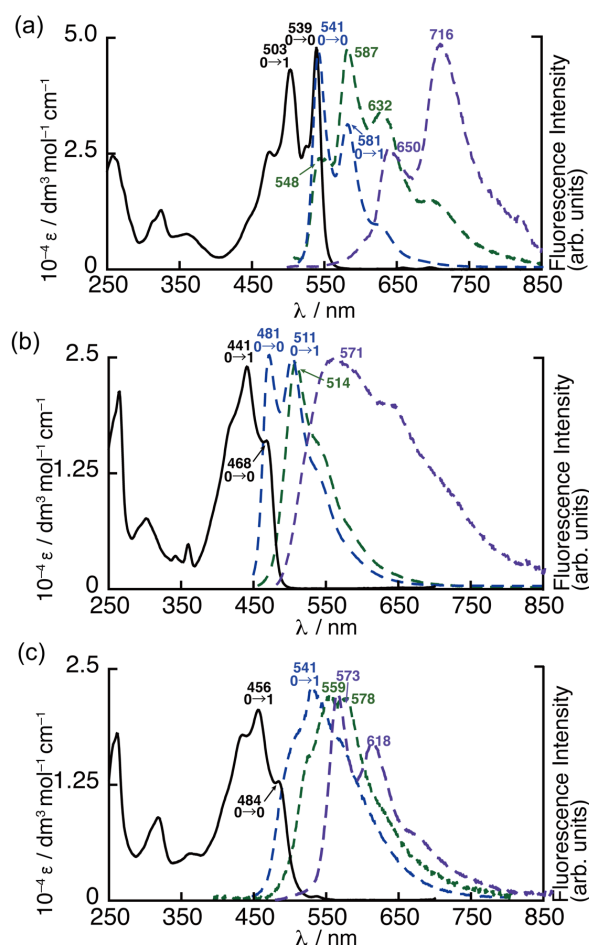 (a)
5.0
2.5
0
10⁻⁴ ε / dm³ mol⁻¹ cm⁻¹
503
0→1
539
0→0
541
0→0
587
716
632
581
0→1
650
548
Fluorescence Intensity
(arb. units)
250 350 450 550 650 750 850
λ / nm
(b)
2.5
1.25
0
10⁻⁴ ε / dm³ mol⁻¹ cm⁻¹
441
0→1
481
0→0
511
0→1
514
571
468
0→0
Fluorescence Intensity
(arb. units)
250 350 450 550 650 750 850
λ / nm
(c)
2.5
1.25
0
10⁻⁴ ε / dm³ mol⁻¹ cm⁻¹
456
0→1
541
0→1
559
573
578
618
484
0→0
Fluorescence Intensity
(arb. units)
250 350 450 550 650 750 850
λ / nm